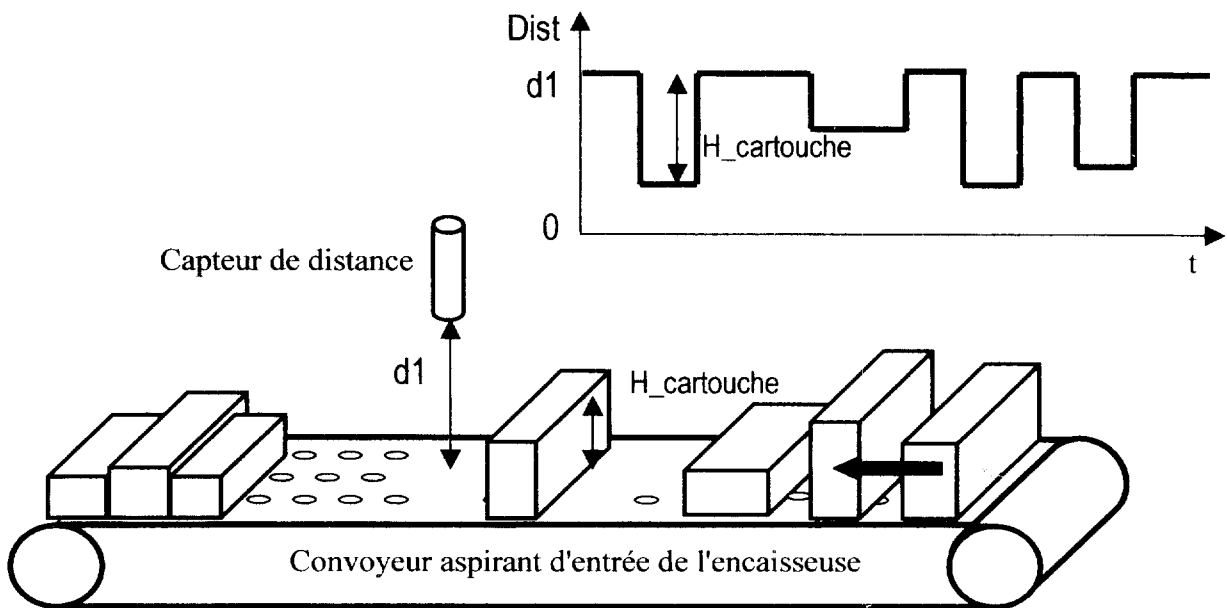 Dist
d1
H_cartouche
0
t
Capteur de distance
d1
H_cartouche
Convoyeur aspirant d'entrée de l'encaisseuse